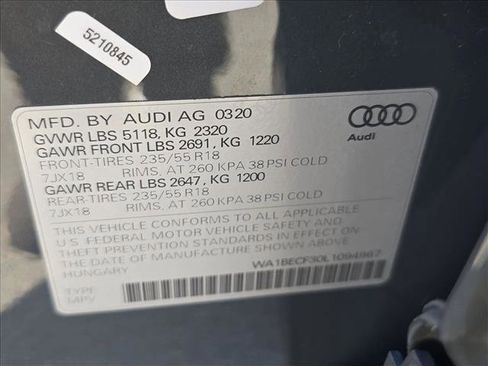 5210845
MFD. BY AUDI AG 03 20
GVWR LBS 5118, KG 2320
GAWR FRONT LBS 2691, KG 1220
FRONT-TIRES 235/55 R18
7JX18 RIMS, AT 260 KPA 38 PSI COLD
GAWR REAR LBS 2647, KG 1200
REAR-TIRES 235/55 R18
7JX18 RIMS, AT 260 KPA 38 PSI COLD
THIS VEHICLE CONFORMS TO ALL APPLICABLE
U.S. FEDERAL MOTOR VEHICLE SAFETY AND
THEFT PREVENTION STANDARDS IN EFFECT ON THE
DATE OF MANUFACTURE SHOWN ABOVE.
HUNGARY
WA1BECF30L1094967
TYPE
MPV
Audi